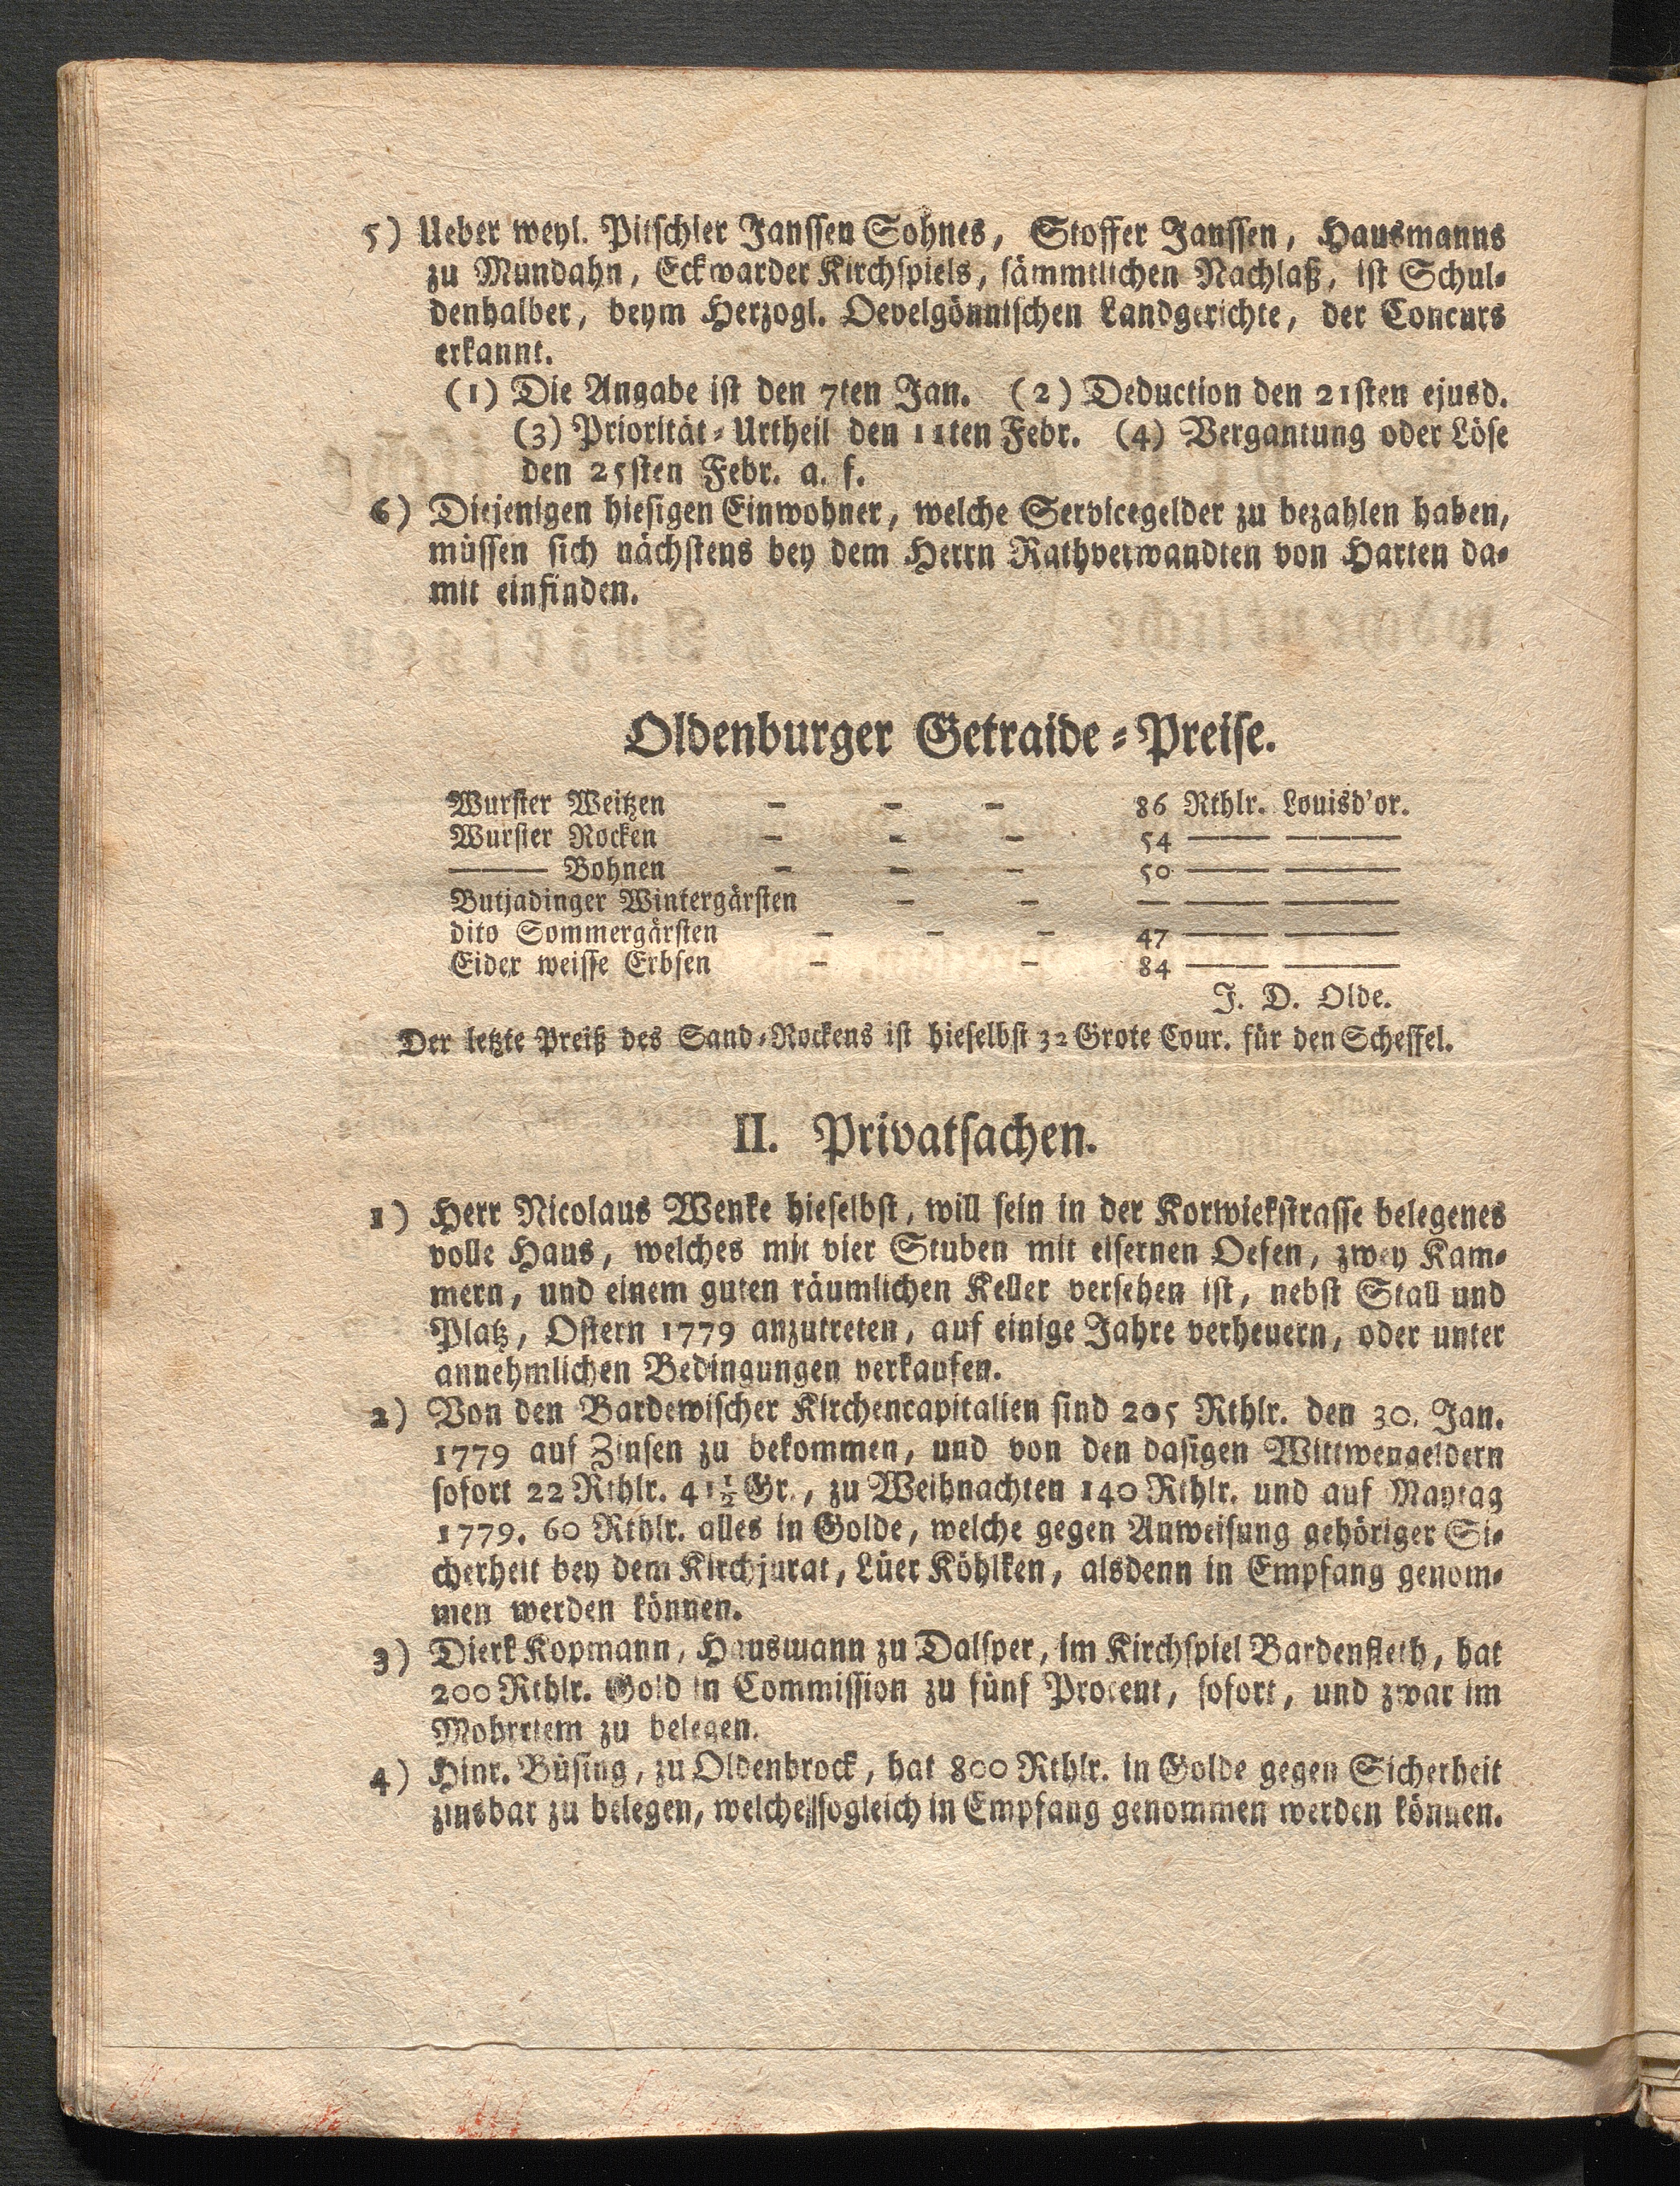 5) Ueber weyl. Pitschier Janssen Sohnes, Stoffer Janssen, Hausmanns
zu Mundahn, Eckwarder Kirchspiels, sämmtlichen Nachlaß, ist Schul-
denhalber, beym Herzogl. Oevelgönnischen Landgerichte, der Concurs
erkannt.
(1) Die Angabe ist den 7ten Jan. (2) Deduction den 21sten ejusd.
(3) Priorität-Urtheil den 11ten Febr. (4) Vergantung oder Löse
den 25sten Febr. a. f.
6) Diejenigen hiesigen Einwohner, welche Servicegelder zu bezahlen haben,
müssen sich nächstens bey dem Herrn Rathverwandten von Harten da-
mit einfinden.
Oldenburger Getraide-Preise.
Wurster Weitzen - - - 86 Rthlr. Louisd'or.
Wurster Rocken - - - 54 —— ——
—— Bohnen - - - 50 —— ——
Butjadinger Wintergärsten - - — —— ——
dito Sommergärsten - - - 47 —— ——
Eider weisse Erbsen - - 84 —— ——
J. D. Olde.
Der letzte Preiß des Sand-Rockens ist hieselbst 32 Grote Cour. für den Scheffel.
II. Privatsachen.
1) Herr Nicolaus Wenke hieselbst, will sein in der Korwiekstrasse belegenes
volle Haus, welches mit vier Stuben mit eisernen Oefen, zwey Kam-
mern, und einem guten räumlichen Keller versehen ist, nebst Stall und
Platz, Ostern 1779 anzutreten, auf einige Jahre verheuern, oder unter
annehmlichen Bedingungen verkaufen.
2) Von den Bardewischer Kirchencapitalien sind 205 Rthlr. den 30. Jan.
1779 auf Zinsen zu bekommen, und von den dasigen Wittwengeldern
sofort 22 Rthlr. 41½ Gr., zu Weihnachten 140 Rthlr. und auf Maytag
1779. 60 Rthlr. alles in Golde, welche gegen Anweisung gehöriger Si-
cherheit bey dem Kirchjurat, Lüer Köhlken, alsdenn in Empfang genom-
men werden können.
3) Dierk Kopmann, Hausmann zu Dalsper, im Kirchspiel Bardenfleth, hat
200 Rthlr. Gold in Commission zu fünf Procent, sofort, und zwar im
Mohrriem zu belegen.
4) Hinr. Büsing, zu Oldenbrock, hat 800 Rthlr. in Golde gegen Sicherheit
zinsbar zu belegen, welche sogleich in Empfang genommen werden können.